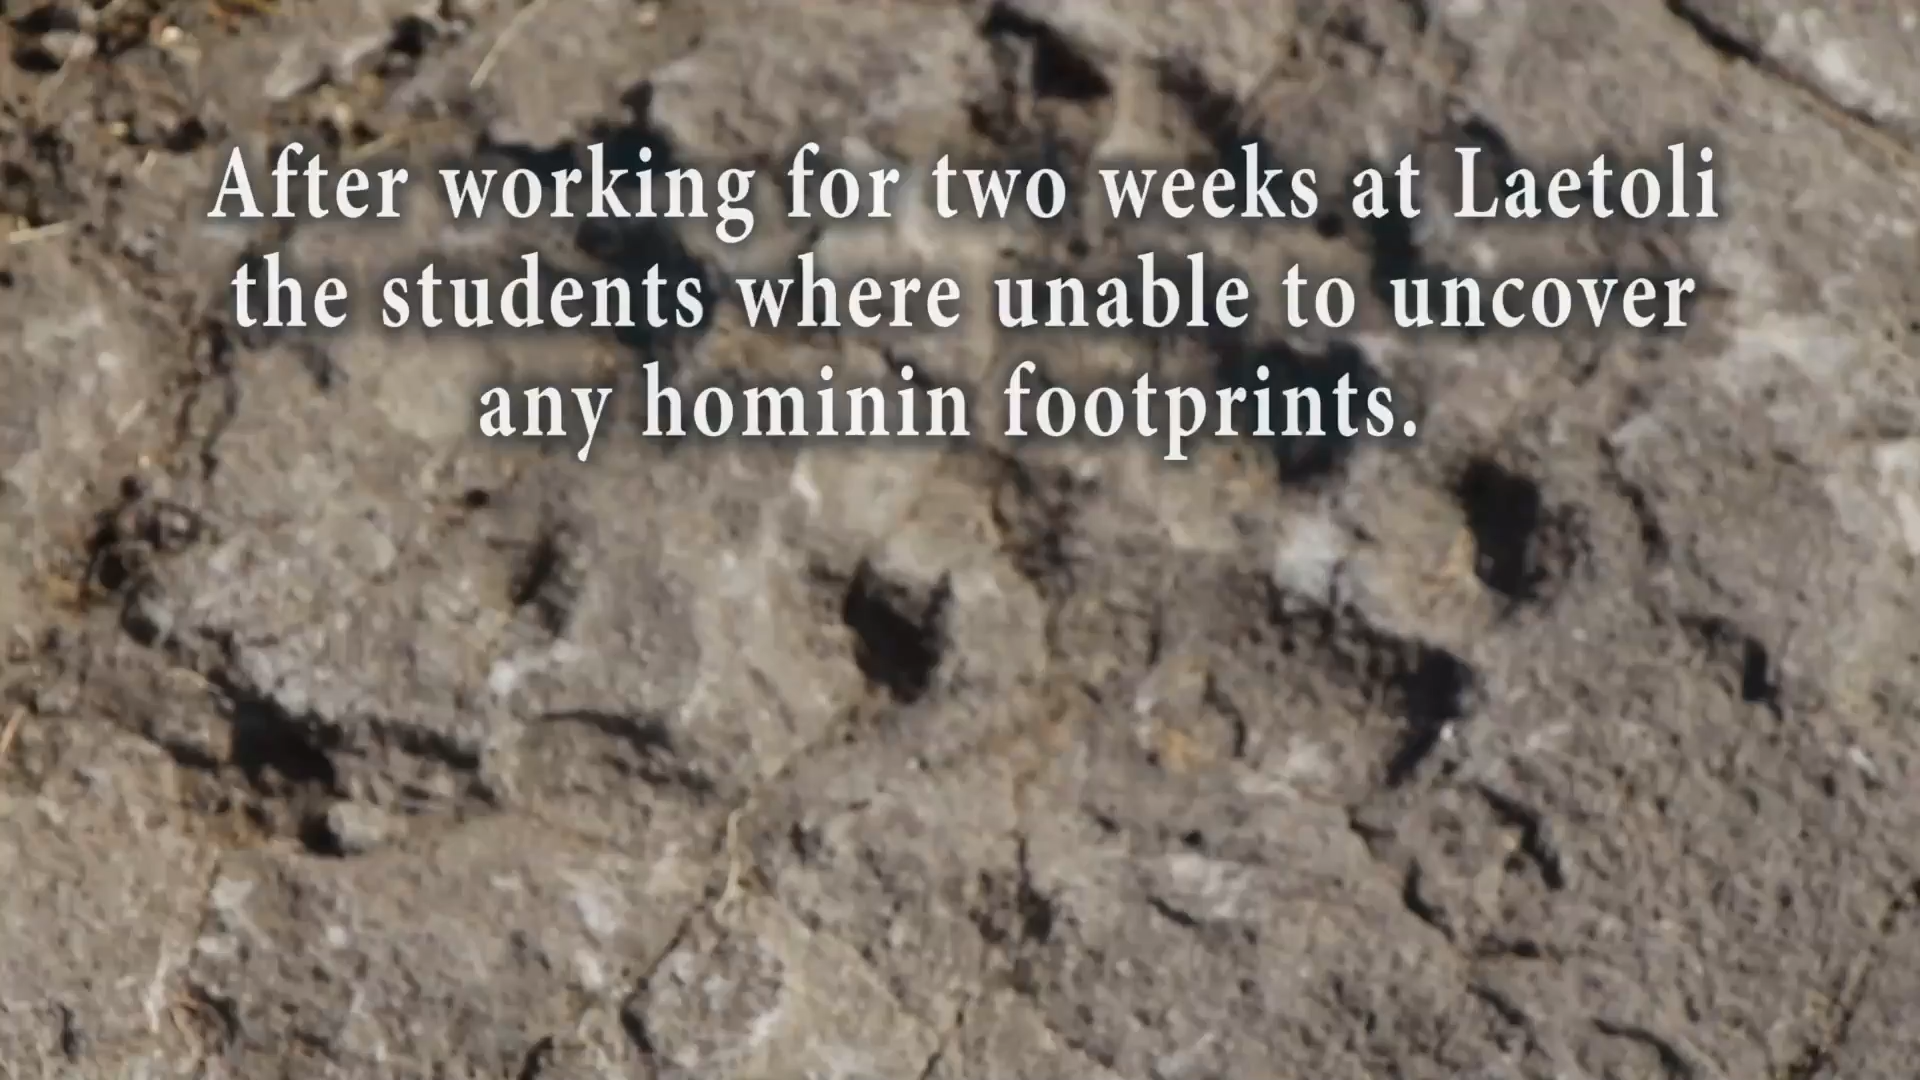 After working for two weeks at Laetoli
the students where unable to uncover
any hominin footprints.